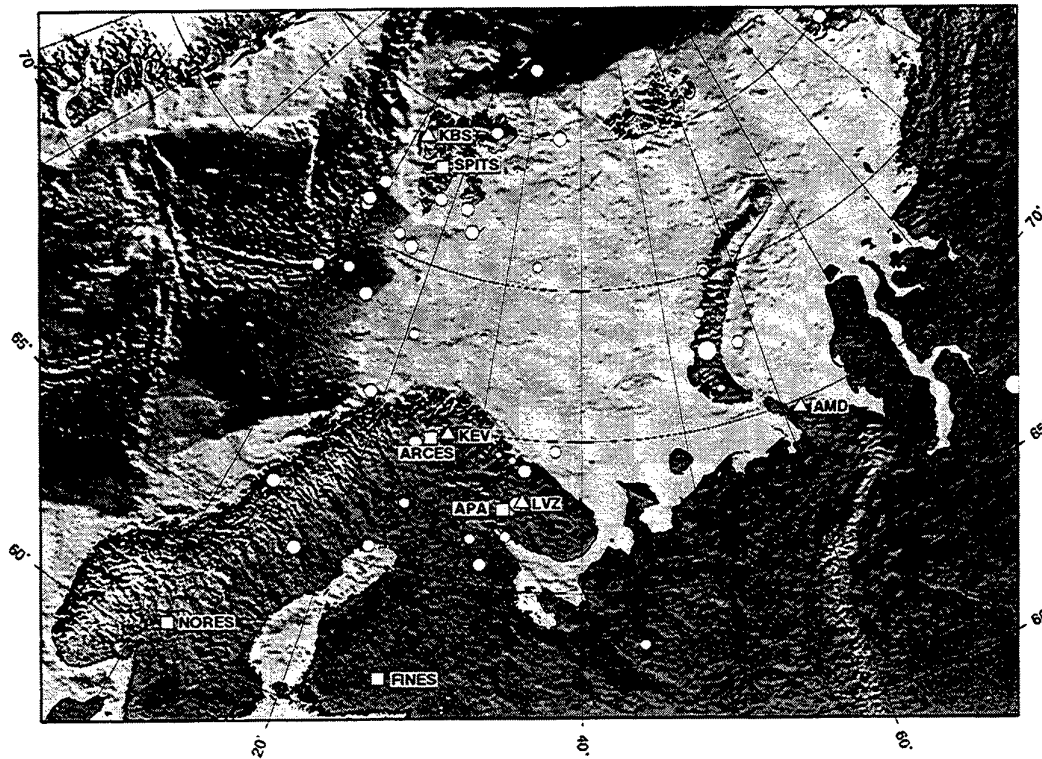 70°
KBS
SPITS
70°
65°
AMD
KEV
ARCES
65°
APA
LVZ
60°
NORES
60
FINES
20°
40°
60°